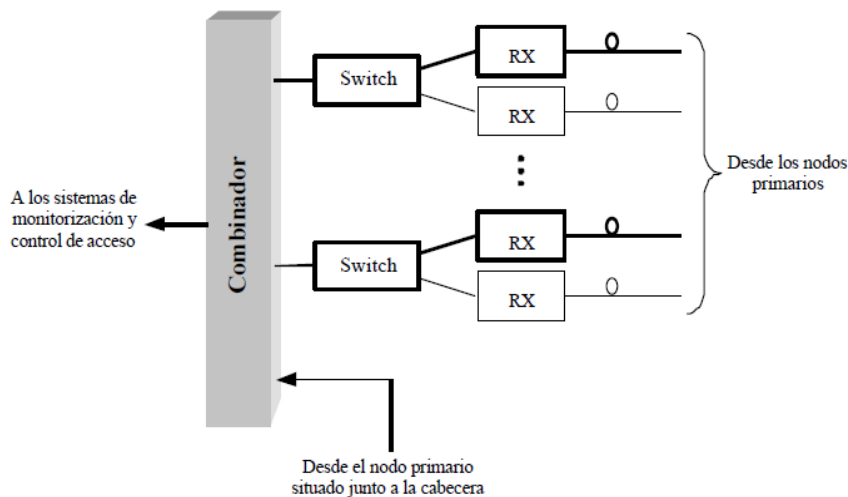 RX
Switch
RX
Desde los nodos
primarios
A los sistemas de
monitorización y
control de acceso
Combinador
RX
Switch
RX
Desde el nodo primario
situado junto a la cabecera